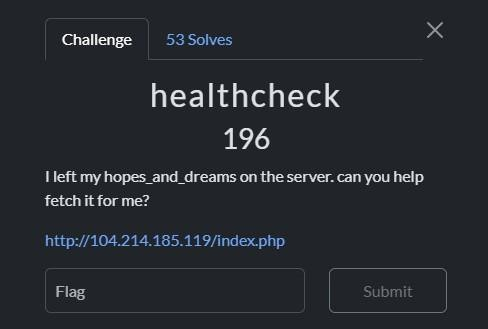 Challenge
53 Solves
healthcheck
196
I left my hopes_and_dreams on the server. can you help
fetch it for me?
http://104.214.185.119/index.php
Flag
Submit